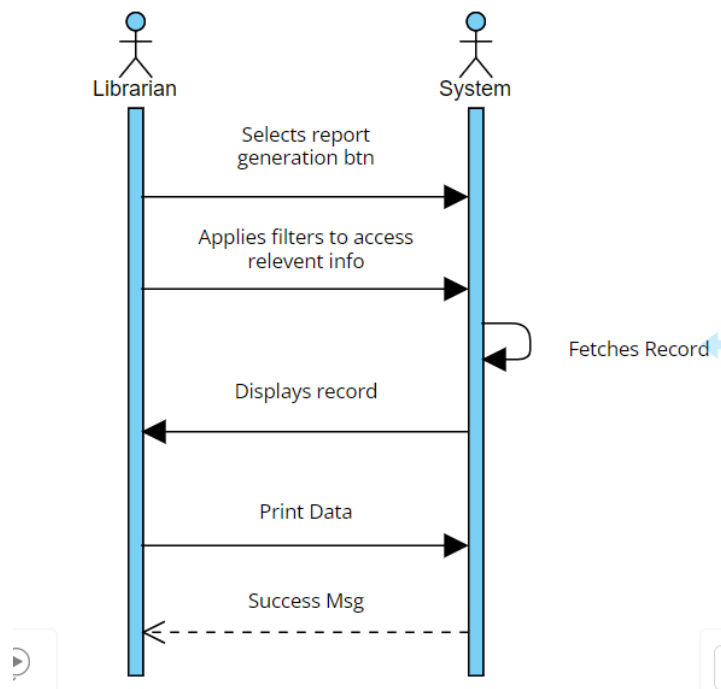 Librarian
System
Selects report
generation btn
Applies filters to access
relevent info
Fetches Record
Displays record
Print Data
Success Msg